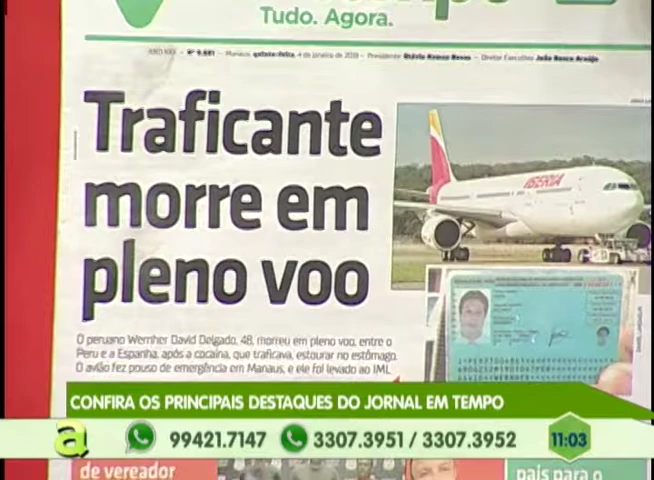 Tudo. Agora.
Traficante
morre em
pleno voo
IBERIA
O peruano Wernher David Delgado, 48, morreu em pleno voo, entre o
Peru e a Espanha, após a cocaína, que traficava, estourar no estômago.
O avião fez pouso de emergência em Manaus, e ele foi levado ao IML
CONFIRA OS PRINCIPAIS DESTAQUES DO JORNAL EM TEMPO
a 99421.7147 3307.3951 / 3307.3952 11:03
de vereador
país para o